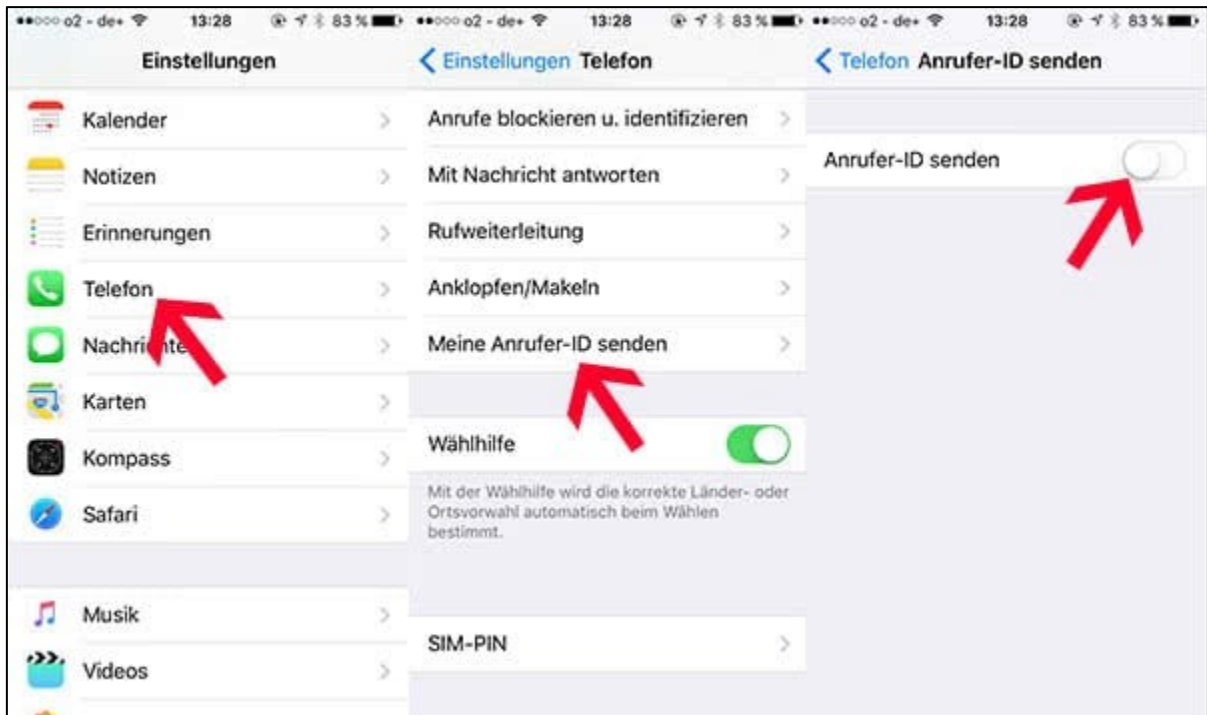 o2 - de+ 13:28 83 %
Einstellungen
Kalender
Notizen
Erinnerungen
Telefon
Nachrichte
Karten
Kompass
Safari
Musik
Videos
o2 - de+ 13:28 83 %
Einstellungen Telefon
Anrufe blockieren u. identifizieren
Mit Nachricht antworten
Rufweiterleitung
Anklopfen/Makeln
Meine Anrufer-ID senden
Wählhilfe
Mit der Wählhilfe wird die korrekte Länder- oder
Ortsvorwahl automatisch beim Wählen
bestimmt.
SIM-PIN
o2 - de+ 13:28 83 %
Telefon Anrufer-ID senden
Anrufer-ID senden